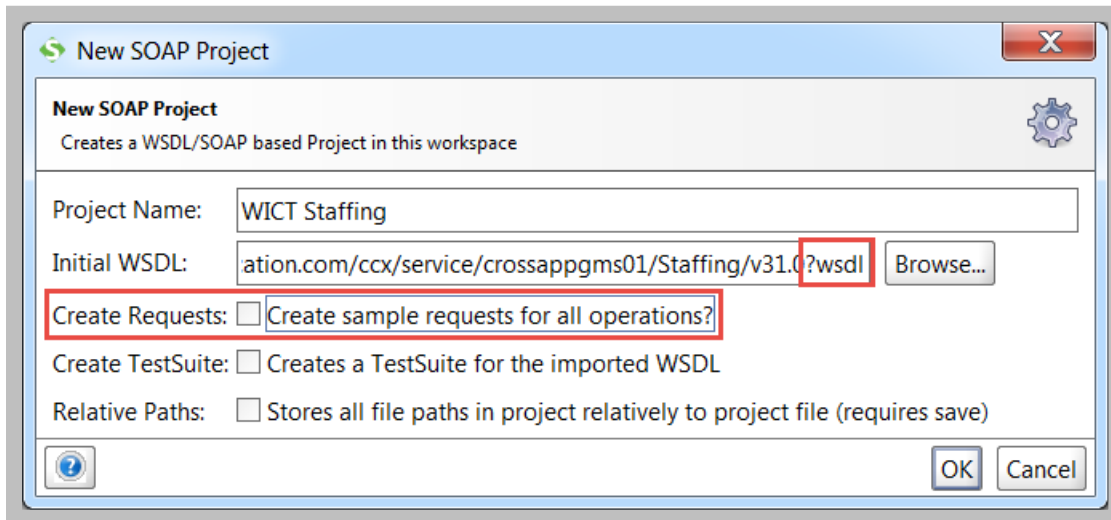 New SOAP Project
New SOAP Project
Creates a WSDL/SOAP based Project in this workspace
Project Name: WICT Staffing
Initial WSDL: :ation.com/ccx/service/crossappgms01/Staffing/v31.0?wsdl Browse...
Create Requests: Create sample requests for all operations?
Create TestSuite: Creates a TestSuite for the imported WSDL
Relative Paths: Stores all file paths in project relatively to project file (requires save)
OK Cancel